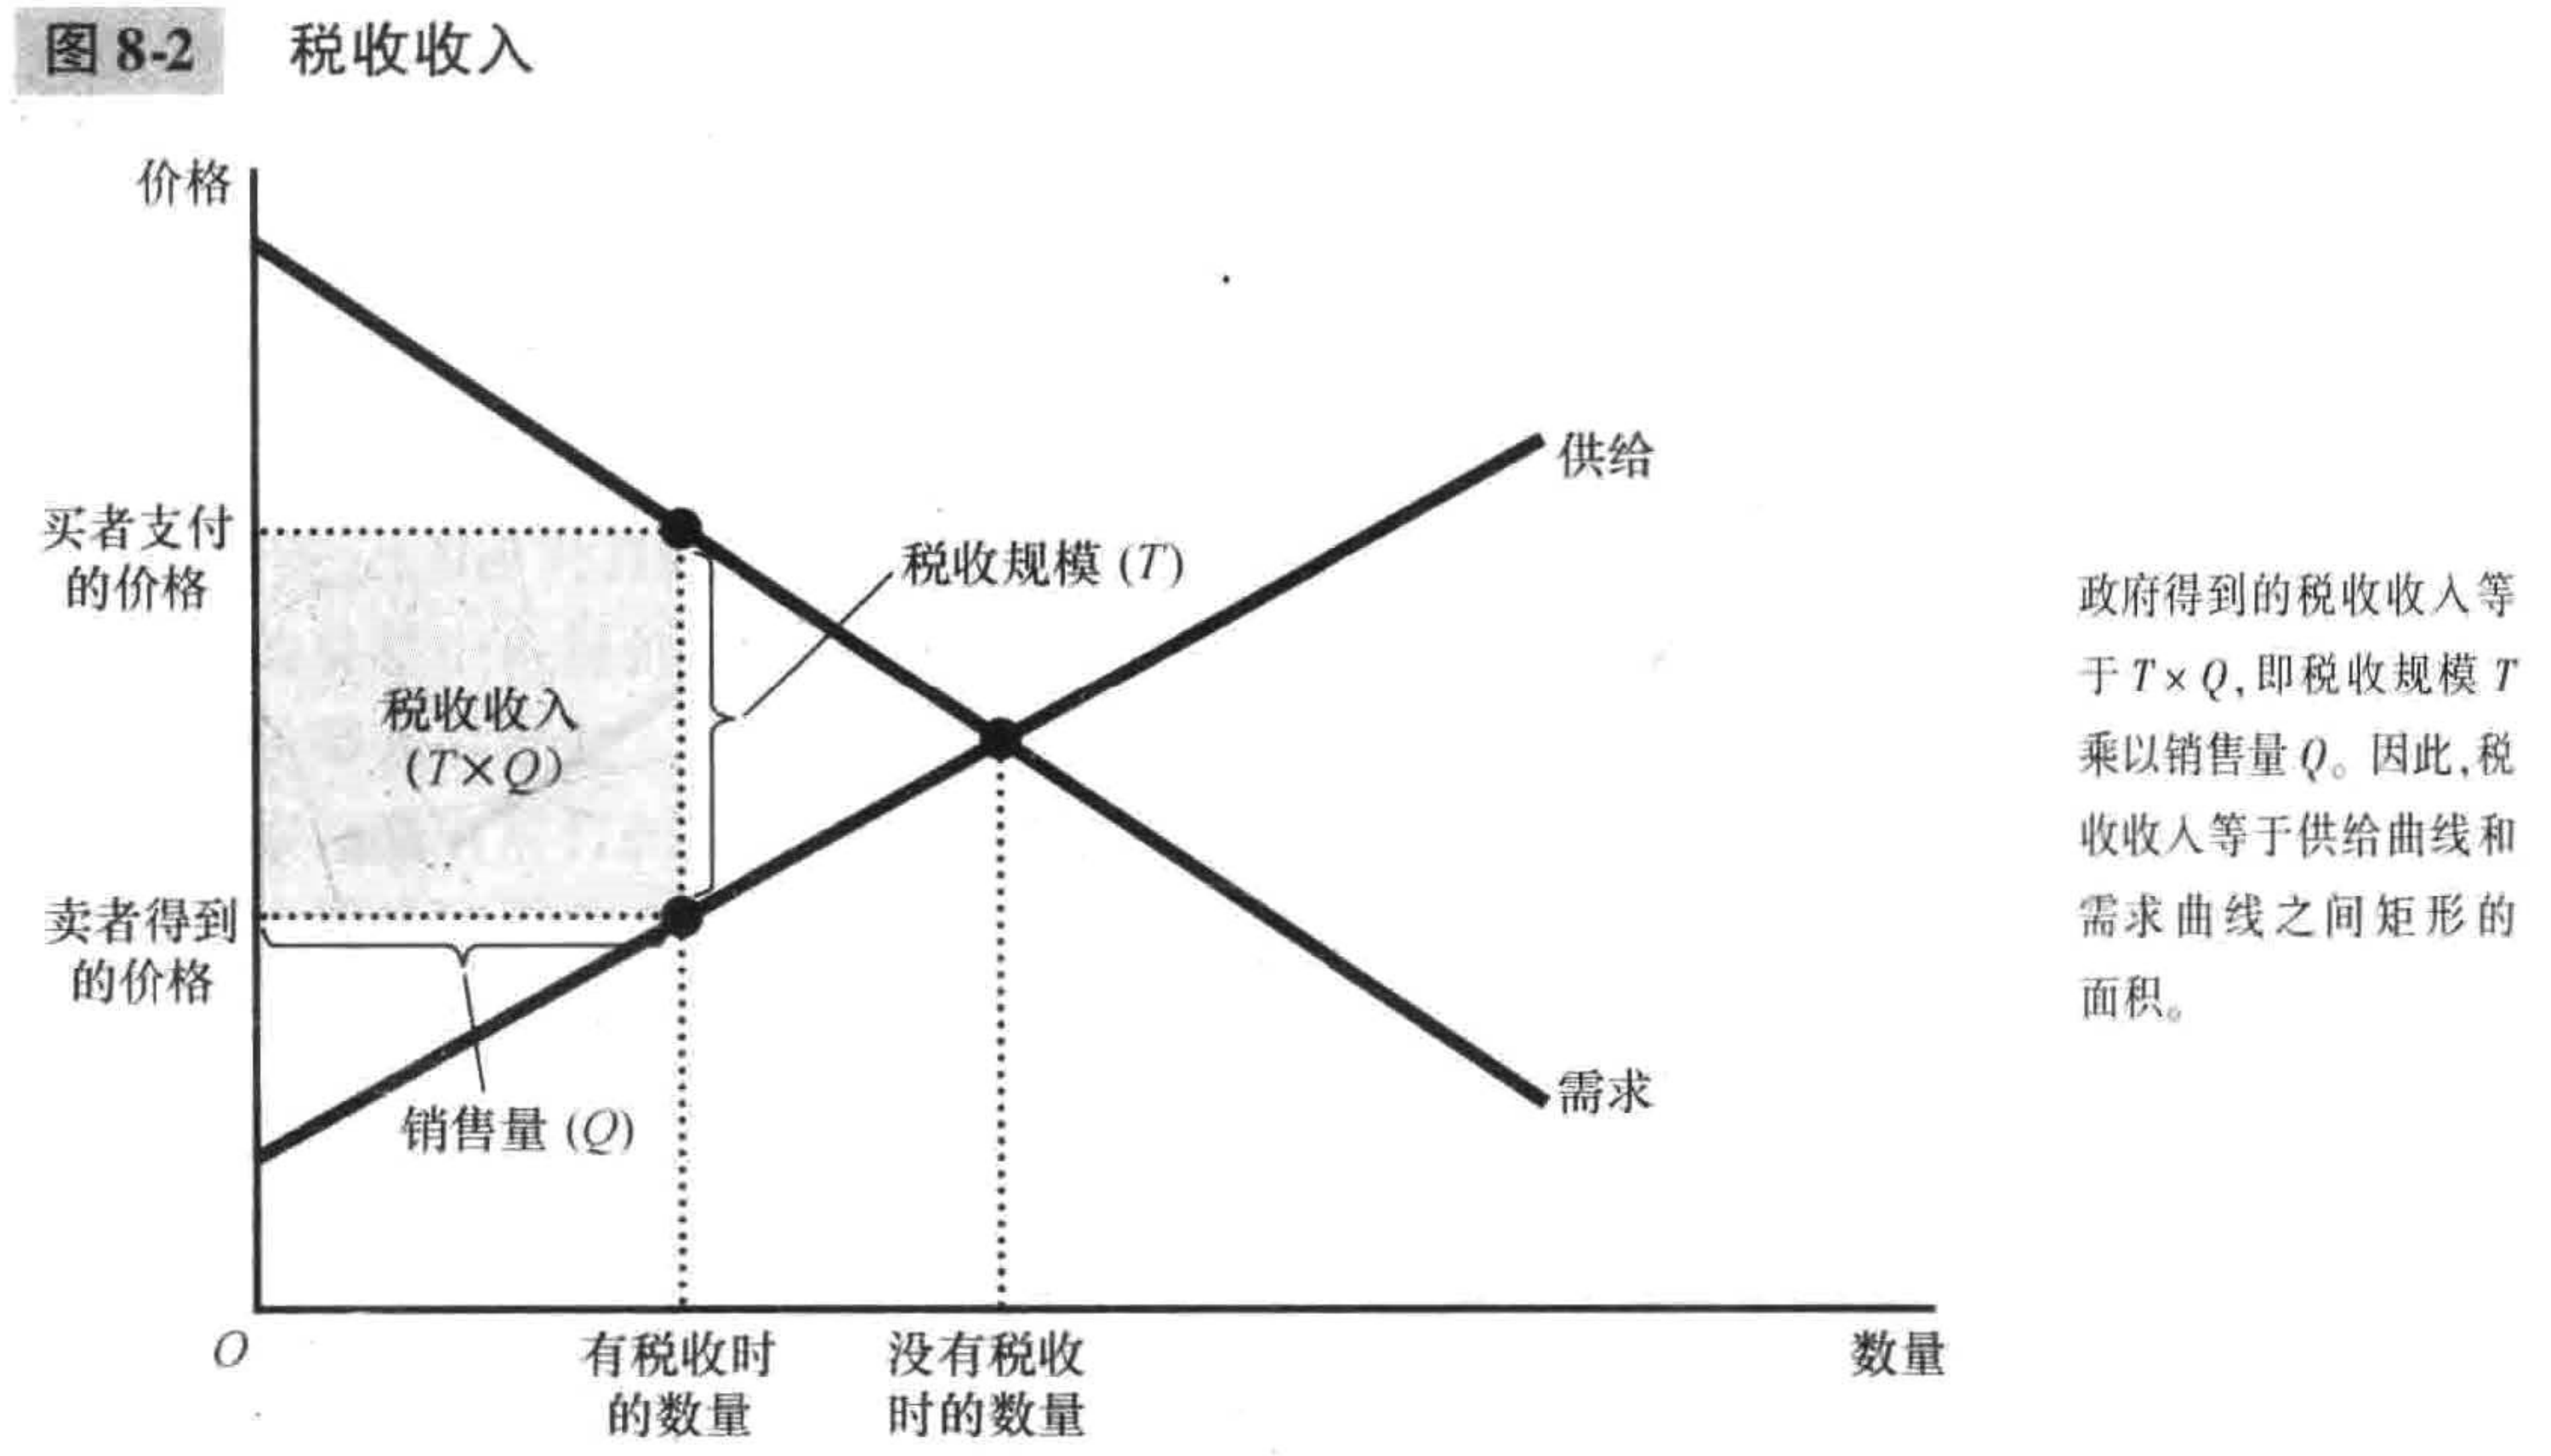 图 8-2 税收收入
价格
供给
买者支付
的价格
税收规模 (T)
税收收入
(T×Q)
卖者得到
的价格
销售量 (Q)
需求
O
有税收时
的数量
没有税收
时的数量
数量
政府得到的税收收入等
于 T×Q,即税收规模 T
乘以销售量 Q。因此,税
收收入等于供给曲线和
需求曲线之间矩形的
面积。